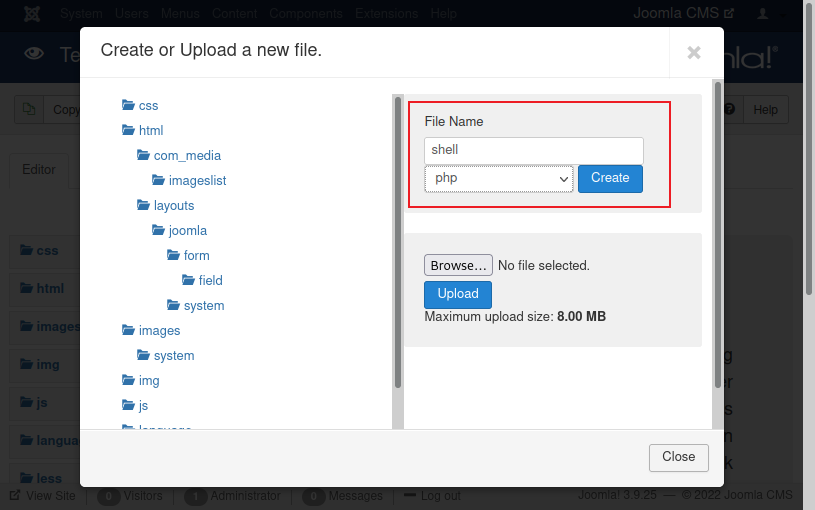 System Users Menus Content Components Extensions Help Joomla CMS
Te
la!
Create or Upload a new file.
×
Copy
Help
Editor
css
html
images
img
js
langua
less
css
html
com_media
imageslist
layouts
joomla
form
field
system
images
system
img
js
language
File Name
shell
php
Create
Browse... No file selected.
Upload
Maximum upload size: 8.00 MB
g
er
s
n
k
Close
View Site 0 Visitors 1 Administrator 0 Messages Log out Joomla! 3.9.25 — © 2022 Joomla CMS